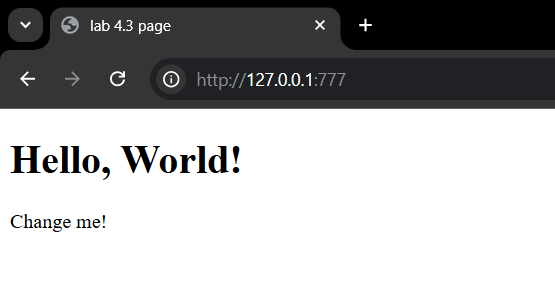 lab 4.3 page
http://127.0.0.1:777
Hello, World!
Change me!